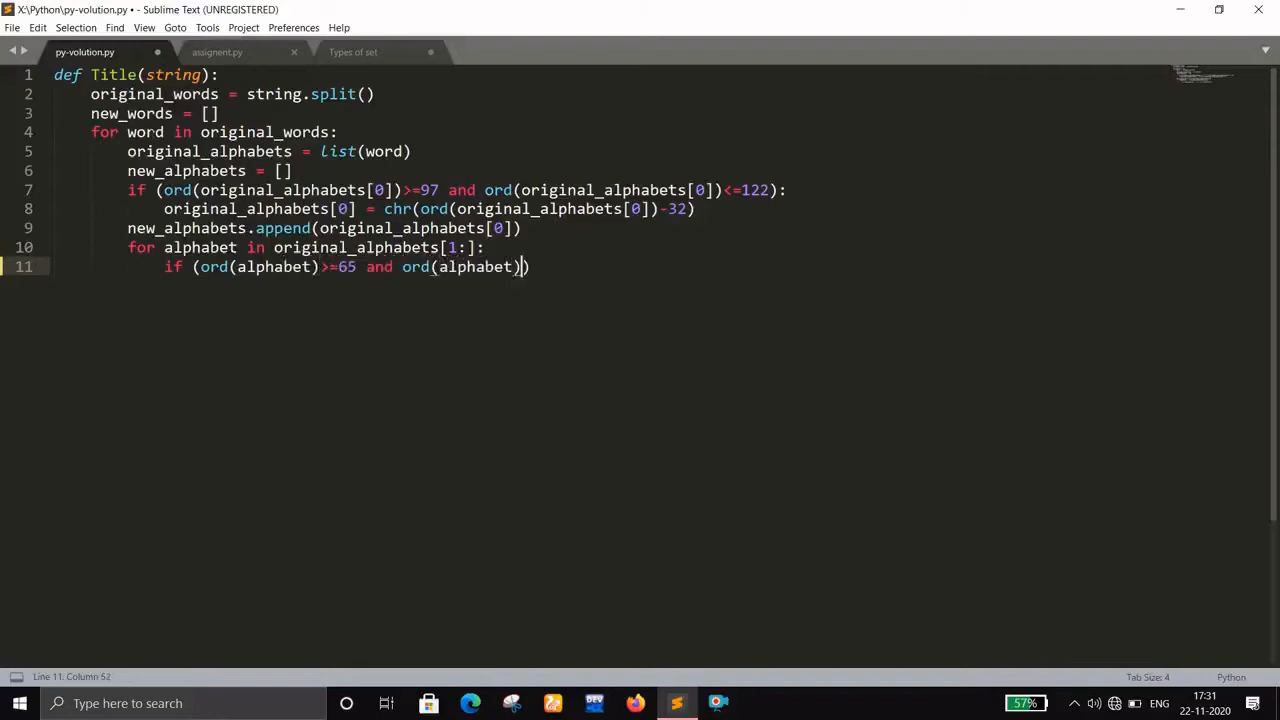 X:\Python\py-volution.py • - Sublime Text (UNREGISTERED)
File Edit Selection Find View Goto Tools Project Preferences Help
py-volution.py assignent.py Types of set
1 def Title(string):
2 original_words = string.split()
3 new_words = []
4 for word in original_words:
5 original_alphabets = list(word)
6 new_alphabets = []
7 if (ord(original_alphabets[0])>=97 and ord(original_alphabets[0])<=122):
8 original_alphabets[0] = chr(ord(original_alphabets[0])-32)
9 new_alphabets.append(original_alphabets[0])
10 for alphabet in original_alphabets[1:]:
11 if (ord(alphabet)>=65 and ord(alphabet))
Line 11, Column 52 Tab Size: 4 Python
Type here to search 57% ENG 17:31
22-11-2020